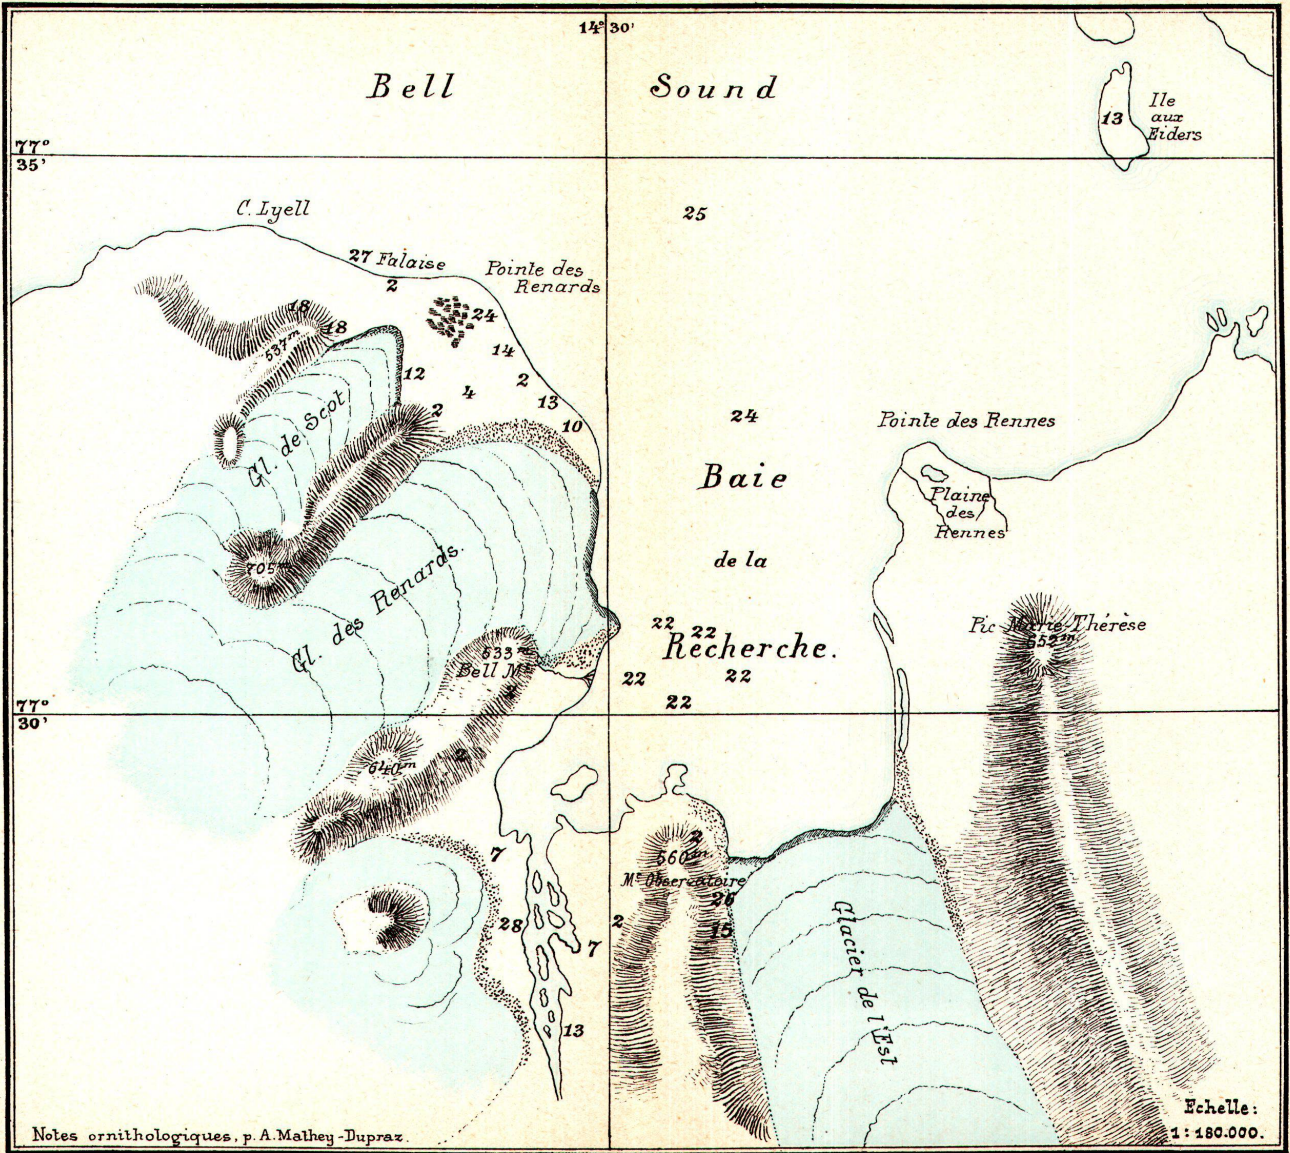 14° 30'
Bell Sound
Ile
aux
Eiders
13
77°
35'
C. Lyell
25
27 Falaise
2
Pointe des
Renards
18
18
24
537m
14
12
2
4
13
2
10
24
Pointe des Rennes
Gl. de Scot
Baie
Plaine
des
Rennes
de la
705m
Gl. des Renards.
22
22
Recherche.
Pic Marie-Thérèse
652m
533m
Bell Mt
2
22
22
22
77°
30'
2
640m
2
560m
Mt Observatoire
7
26
2
28
15
7
Glacier de l'Est
13
Echelle:
1:180.000.
Notes ornithologiques, p. A. Mathey-Dupraz.